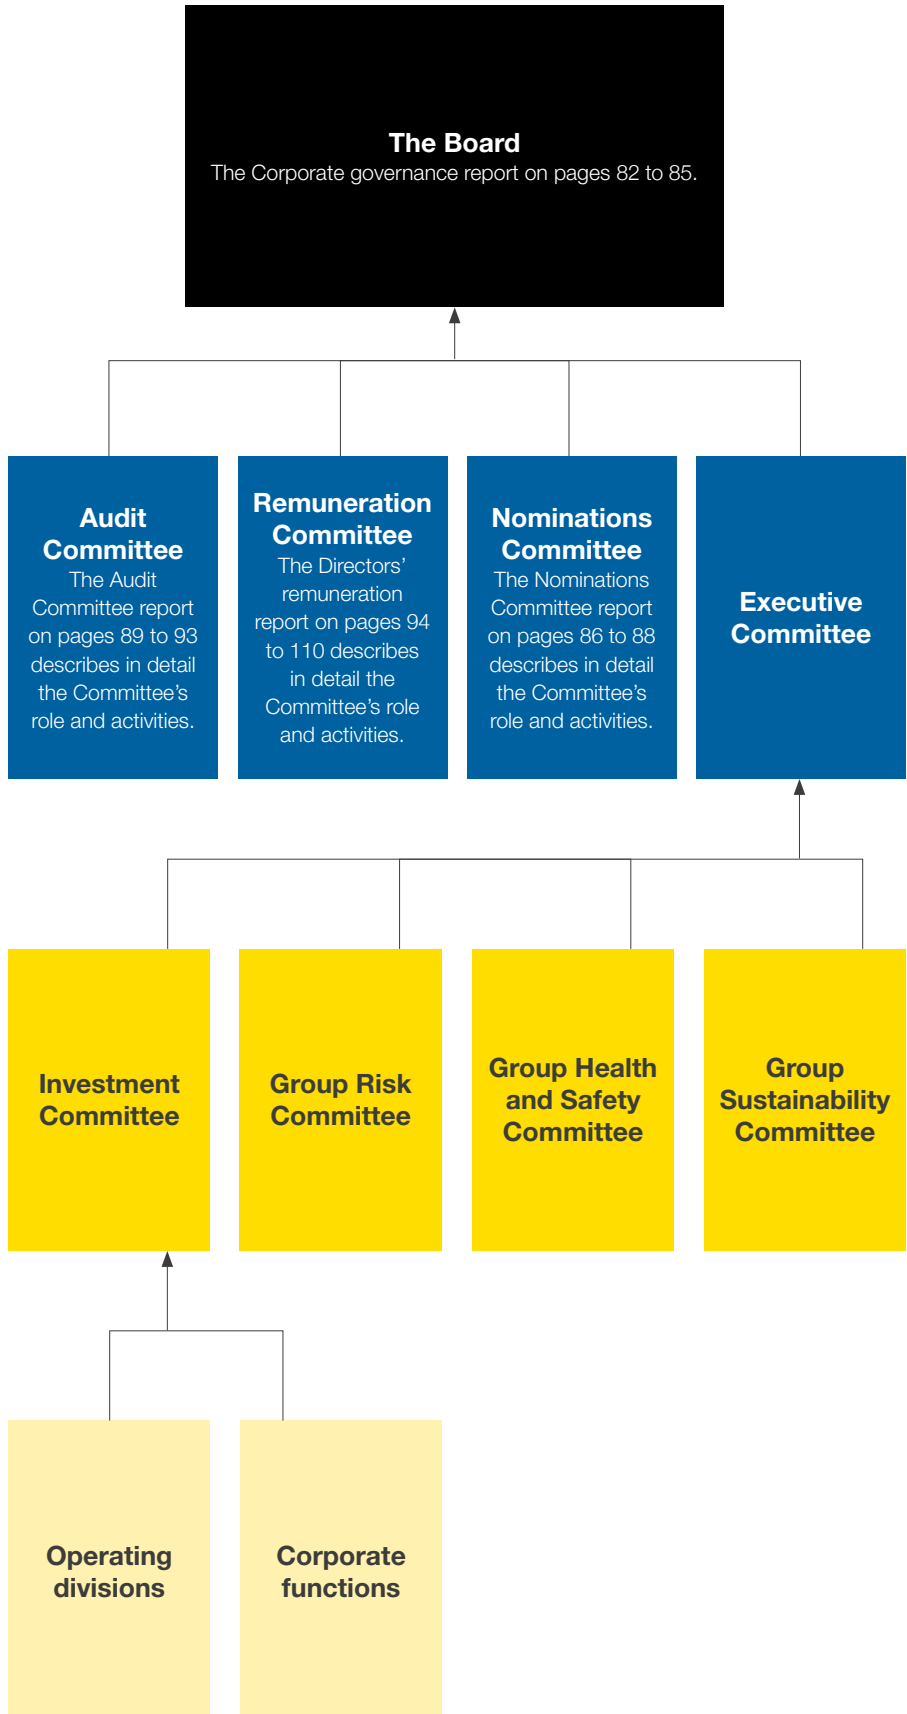 The Board
The Corporate governance report on pages 82 to 85.
Audit
Committee
The Audit
Committee report
on pages 89 to 93
describes in detail
the Committee’s
role and activities.
Remuneration
Committee
The Directors’
remuneration
report on pages 94
to 110 describes
in detail the
Committee’s role
and activities.
Nominations
Committee
The Nominations
Committee report
on pages 86 to 88
describes in detail
the Committee’s
role and activities.
Executive
Committee
Investment
Committee
Group Risk
Committee
Group Health
and Safety
Committee
Group
Sustainability
Committee
Operating
divisions
Corporate
functions